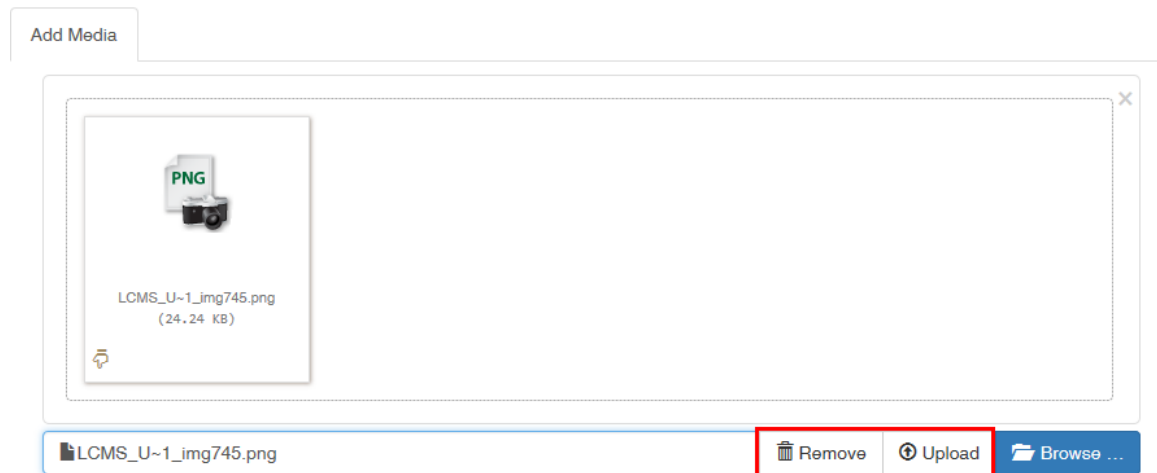 Add Media
×
PNG
LCMS_U~1_img745.png
(24.24 KB)
LCMS_U~1_img745.png Remove Upload Browse ...